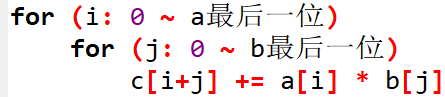 for (i: 0 ~ a最后一位)
for (j: 0 ~ b最后一位)
c[i+j] += a[i] * b[j]